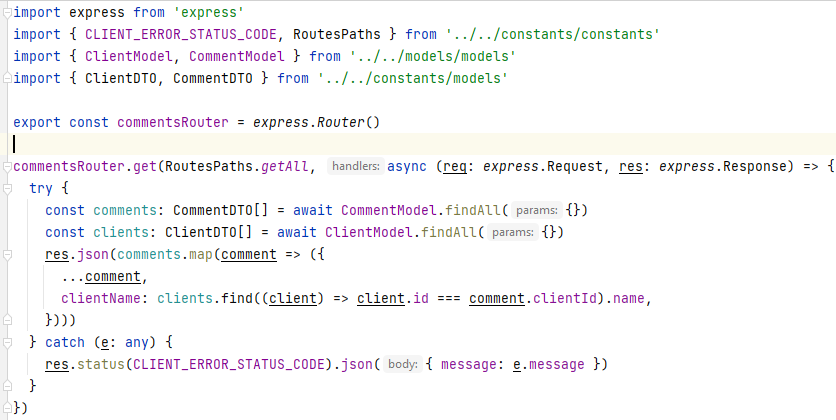 import express from 'express'
import { CLIENT_ERROR_STATUS_CODE, RoutesPaths } from '../../constants/constants'
import { ClientModel, CommentModel } from '../../models/models'
import { ClientDTO, CommentDTO } from '../../constants/models'
export const commentsRouter = express.Router()
commentsRouter.get(RoutesPaths.getAll, handlers: async (req: express.Request, res: express.Response) => {
try {
const comments: CommentDTO[] = await CommentModel.findAll( params: {})
const clients: ClientDTO[] = await ClientModel.findAll( params: {})
res.json(comments.map(comment => ({
...comment,
clientName: clients.find((client) => client.id === comment.clientId).name,
})))
} catch (e: any) {
res.status(CLIENT_ERROR_STATUS_CODE).json( body: { message: e.message })
}
})